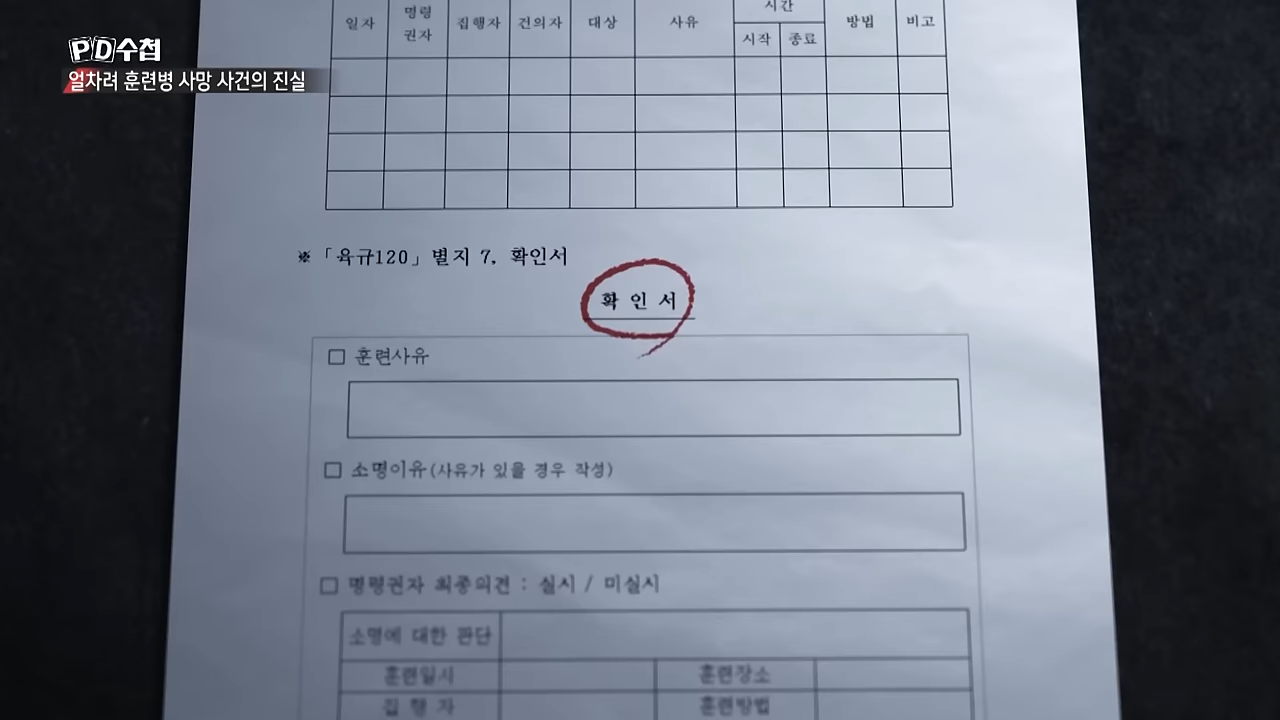 PD수첩
얼차려 훈련병 사망 사건의 진실
일자 명령권자 집행자 건의자 대상 사유 시간 방법 비고
시작 종료
※ 「육규120」 별지 7, 확인서
확 인 서
□ 훈련사유
□ 소명이유(사유가 있을 경우 작성)
□ 명령권자 최종의견 : 실시 / 미실시
소명에 대한 판단
훈련일시 훈련장소
집 행 자 훈련방법